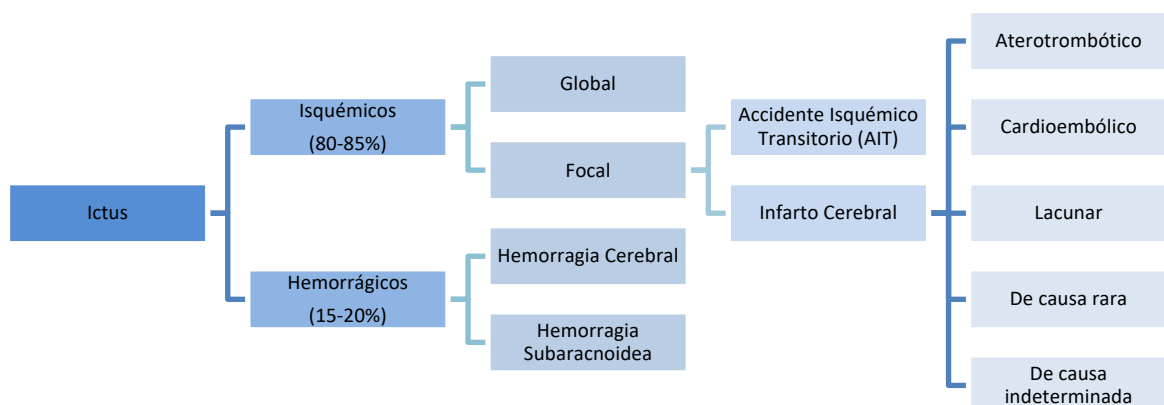 Ictus
Isquémicos
(80-85%)
Hemorrágicos
(15-20%)
Global
Focal
Hemorragia Cerebral
Hemorragia
Subaracnoidea
Accidente Isquémico
Transitorio (AIT)
Infarto Cerebral
Aterotrombótico
Cardioembólico
Lacunar
De causa rara
De causa
indeterminada